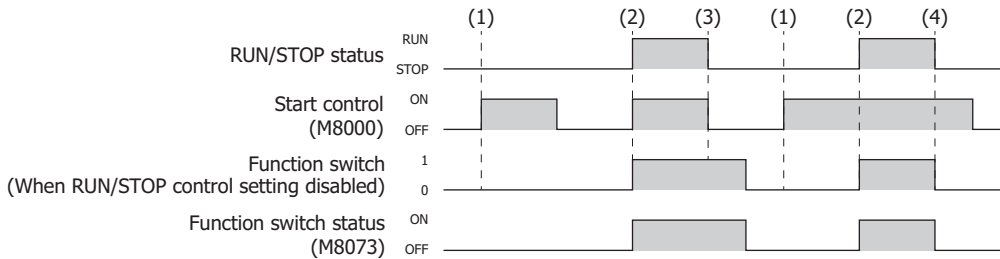 (1) (2) (3) (1) (2) (4)
RUN/STOP status RUN
STOP
Start control ON
(M8000) OFF
Function switch 1
(When RUN/STOP control setting disabled) 0
Function switch status ON
(M8073) OFF